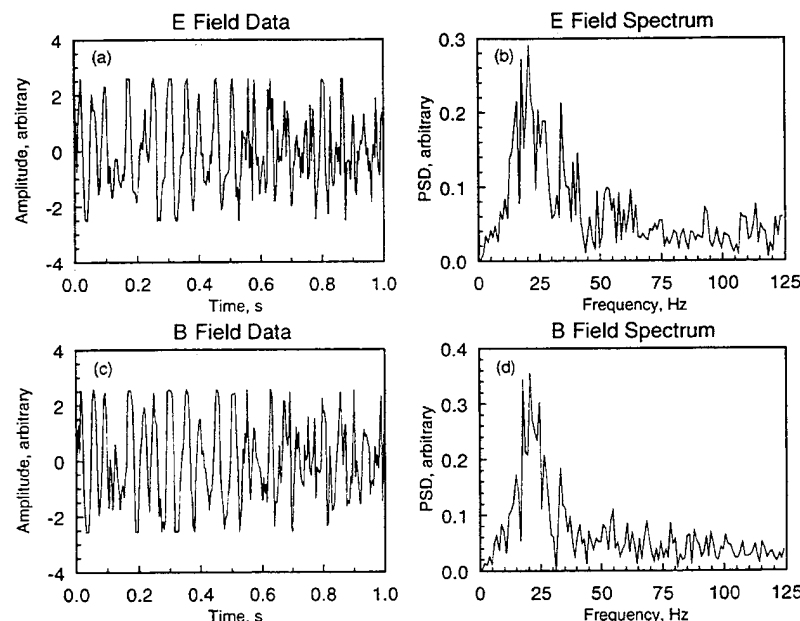 E Field Data
(a)
Amplitude, arbitrary
4
2
0
-2
-4
0.0 0.2 0.4 0.6 0.8 1.0
Time, s
E Field Spectrum
(b)
PSD, arbitrary
0.3
0.2
0.1
0.0
0 25 50 75 100 125
Frequency, Hz
B Field Data
(c)
Amplitude, arbitrary
4
2
0
-2
-4
0.0 0.2 0.4 0.6 0.8 1.0
Time, s
B Field Spectrum
(d)
PSD, arbitrary
0.4
0.3
0.2
0.1
0.0
0 25 50 75 100 125
Frequency, Hz